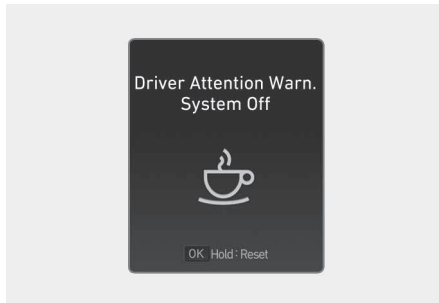 Driver Attention Warn.
System Off
OK Hold : Reset